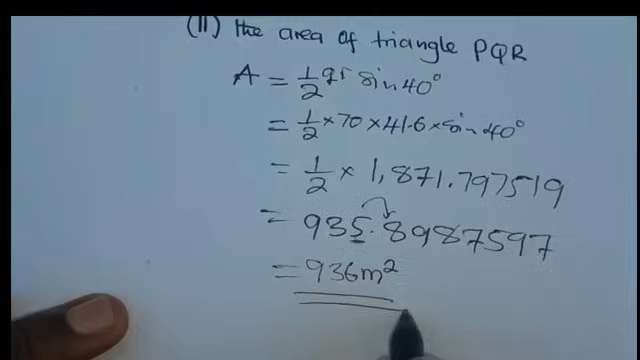 (II) the area of triangle PQR
A = 1/2 qr sin 40°
= 1/2 × 70 × 41.6 × sin 40°
= 1/2 × 1,871.797519
= 935.8987597
= 936m²